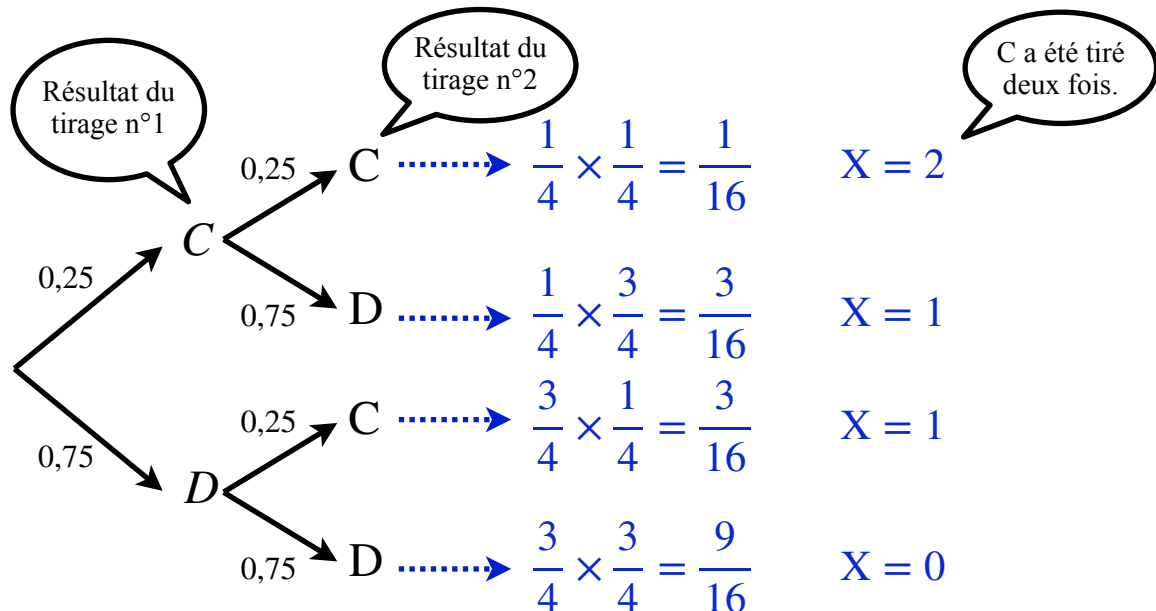 Résultat du
tirage n°1
Résultat du
tirage n°2
C a été tiré
deux fois.
0,25
C
0,25
C
1/4 × 1/4 = 1/16
X = 2
0,75
D
1/4 × 3/4 = 3/16
X = 1
0,75
D
0,25
C
3/4 × 1/4 = 3/16
X = 1
0,75
D
3/4 × 3/4 = 9/16
X = 0